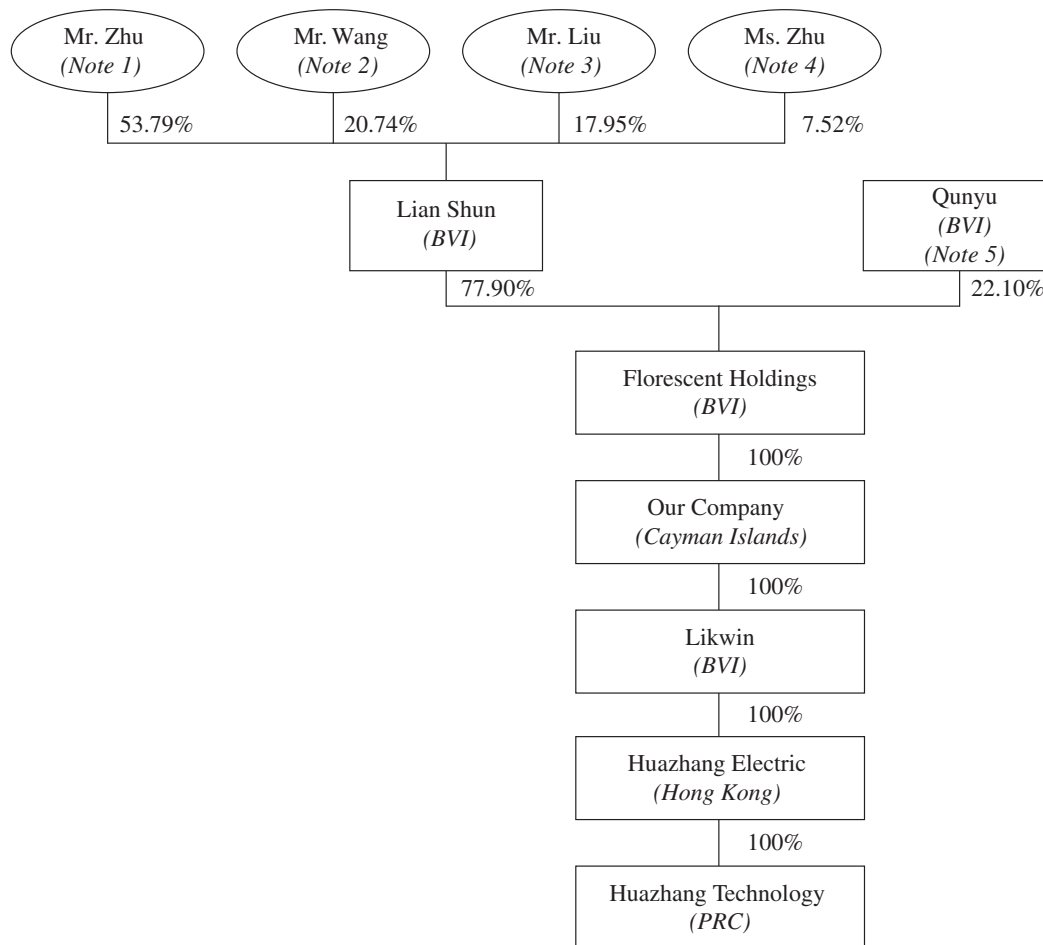 Mr. Zhu
(Note 1)
Mr. Wang
(Note 2)
Mr. Liu
(Note 3)
Ms. Zhu
(Note 4)
53.79%
20.74%
17.95%
7.52%
Lian Shun
(BVI)
Qunyu
(BVI)
(Note 5)
77.90%
22.10%
Florescent Holdings
(BVI)
100%
Our Company
(Cayman Islands)
100%
Likwin
(BVI)
100%
Huazhang Electric
(Hong Kong)
100%
Huazhang Technology
(PRC)